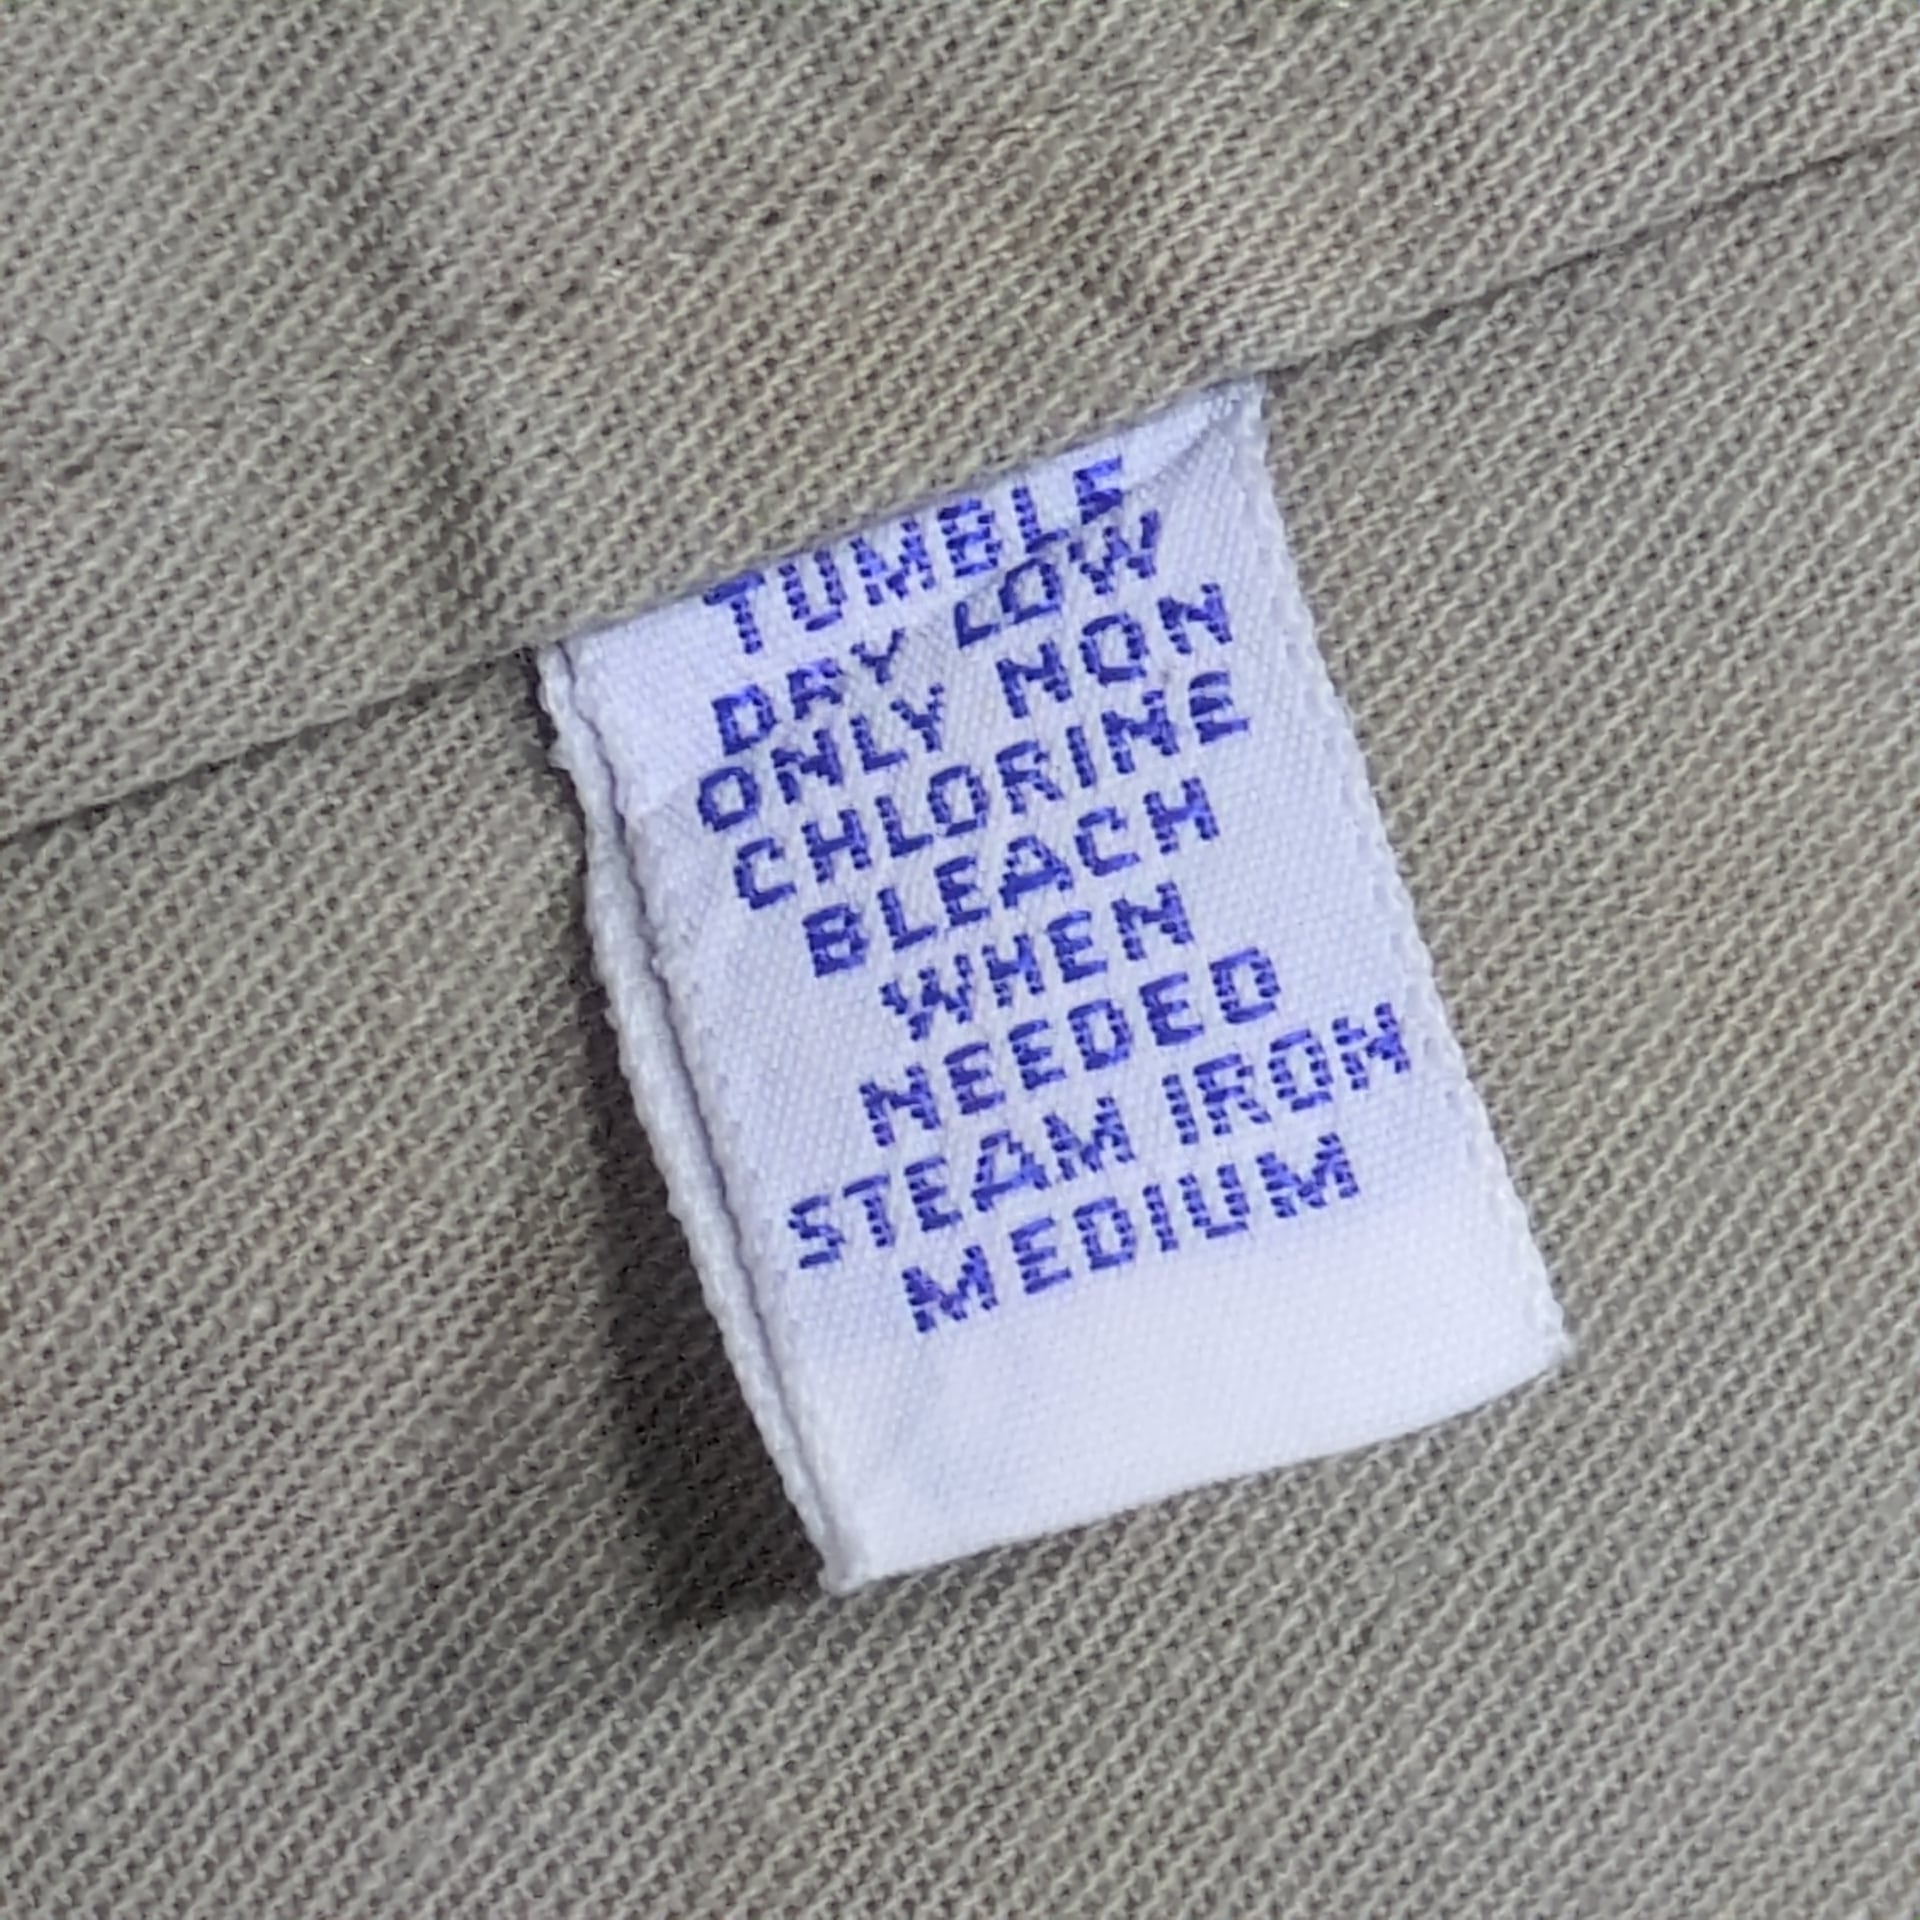 TUMBLE
DRY LOW
ONLY NON
CHLORINE
BLEACH
WHEN
NEEDED
STEAM IRON
MEDIUM